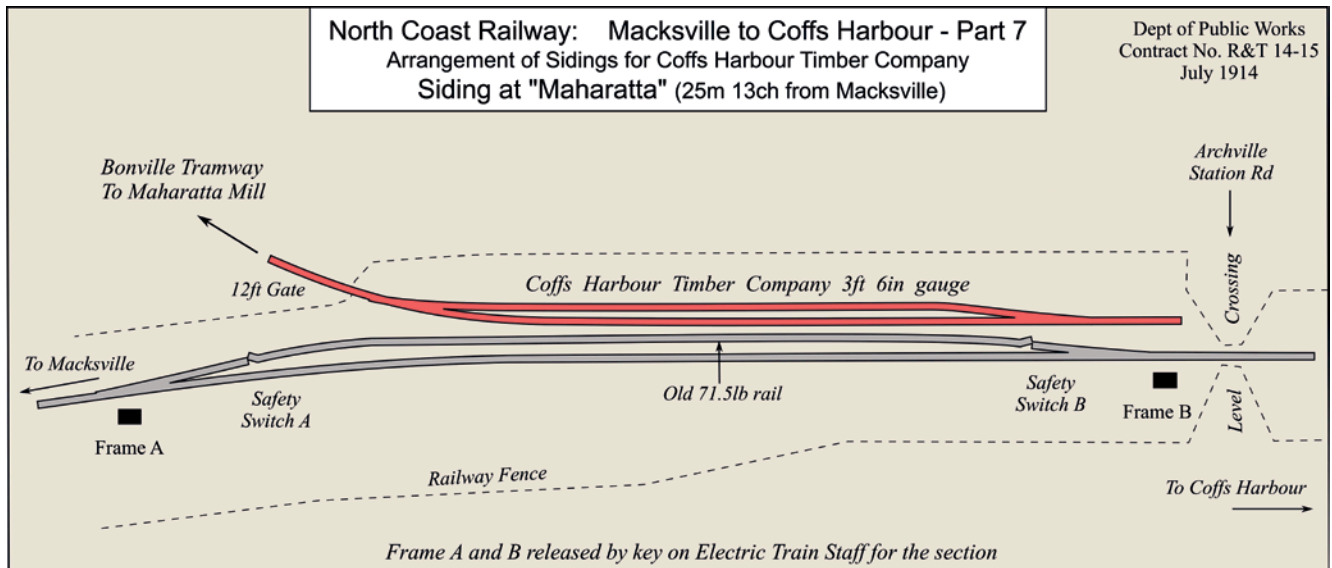 North Coast Railway: Macksville to Coffs Harbour - Part 7
Arrangement of Sidings for Coffs Harbour Timber Company
Siding at "Maharatta" (25m 13ch from Macksville)
Dept of Public Works
Contract No. R&T 14-15
July 1914
Bonville Tramway
To Maharatta Mill
Archville
Station Rd
12ft Gate
Coffs Harbour Timber Company 3ft 6in gauge
Crossing
To Macksville
Safety
Switch A
Old 71.5lb rail
Safety
Switch B
Frame A
Frame B
Level
Railway Fence
To Coffs Harbour
Frame A and B released by key on Electric Train Staff for the section